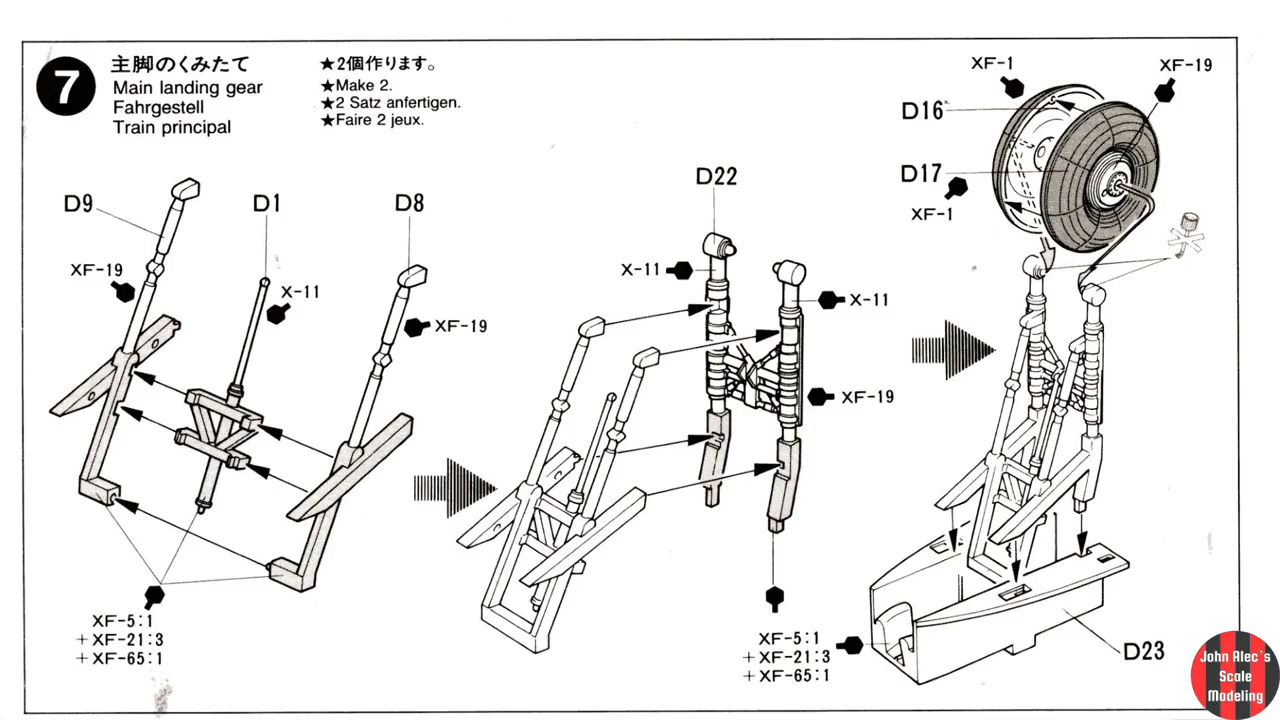 7
主脚のくみたて
Main landing gear
Fahrgestell
Train principal
★2個作ります。
★Make 2.
★2 Satz anfertigen.
★Faire 2 jeux.
D9
D1
D8
XF-19
X-11
XF-19
XF-5:1
+XF-21:3
+XF-65:1
D22
X-11
X-11
XF-19
XF-5:1
+XF-21:3
+XF-65:1
XF-1
XF-19
D16
D17
XF-1
D23
John Alec`s
Scale
Modeling